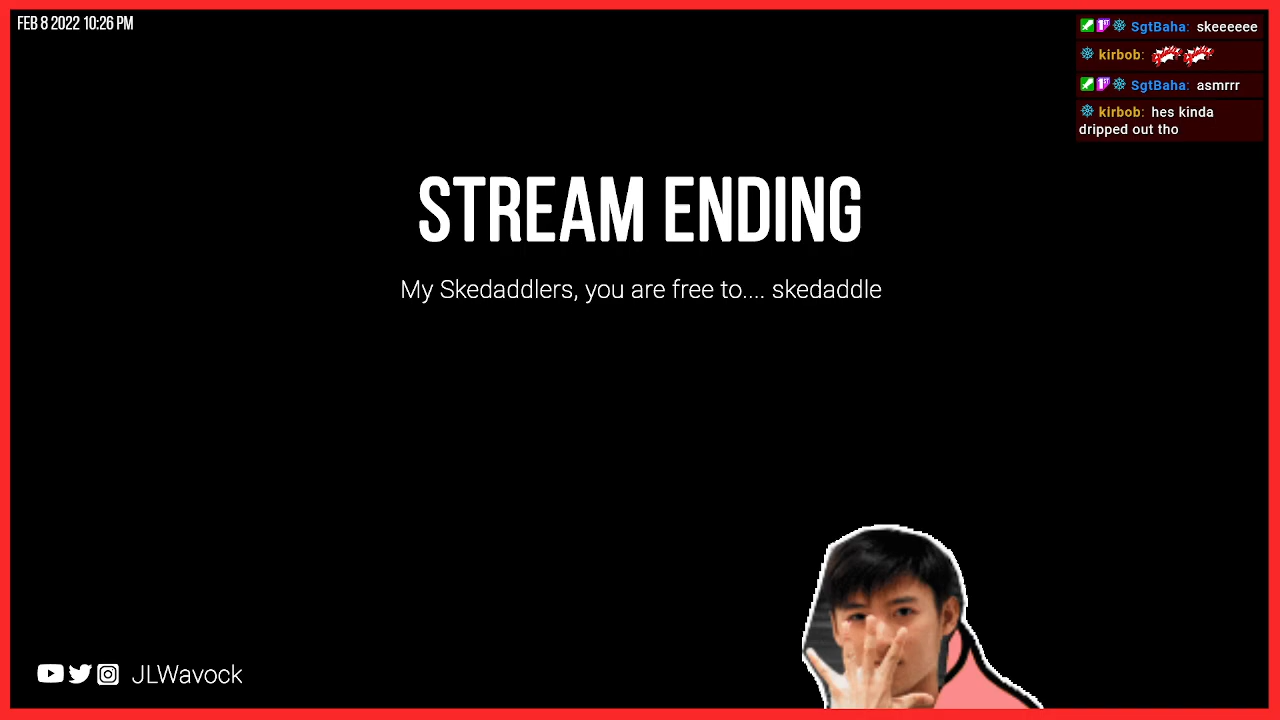 FEB 8 2022 10:26 PM
SgtBaha: skeeeeee
kirbob:
SgtBaha: asmrrr
kirbob: hes kinda
dripped out tho
STREAM ENDING
My Skedaddlers, you are free to.... skedaddle
JLWavock